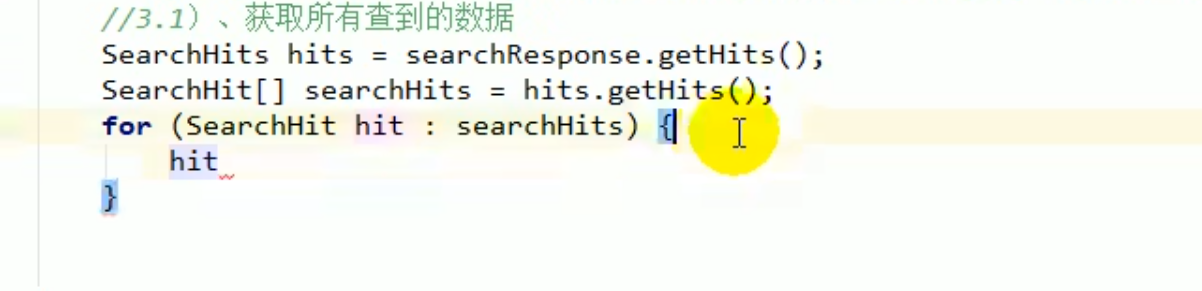 //3.1）、获取所有查到的数据
SearchHits hits = searchResponse.getHits();
SearchHit[] searchHits = hits.getHits();
for (SearchHit hit : searchHits) {
hit
}